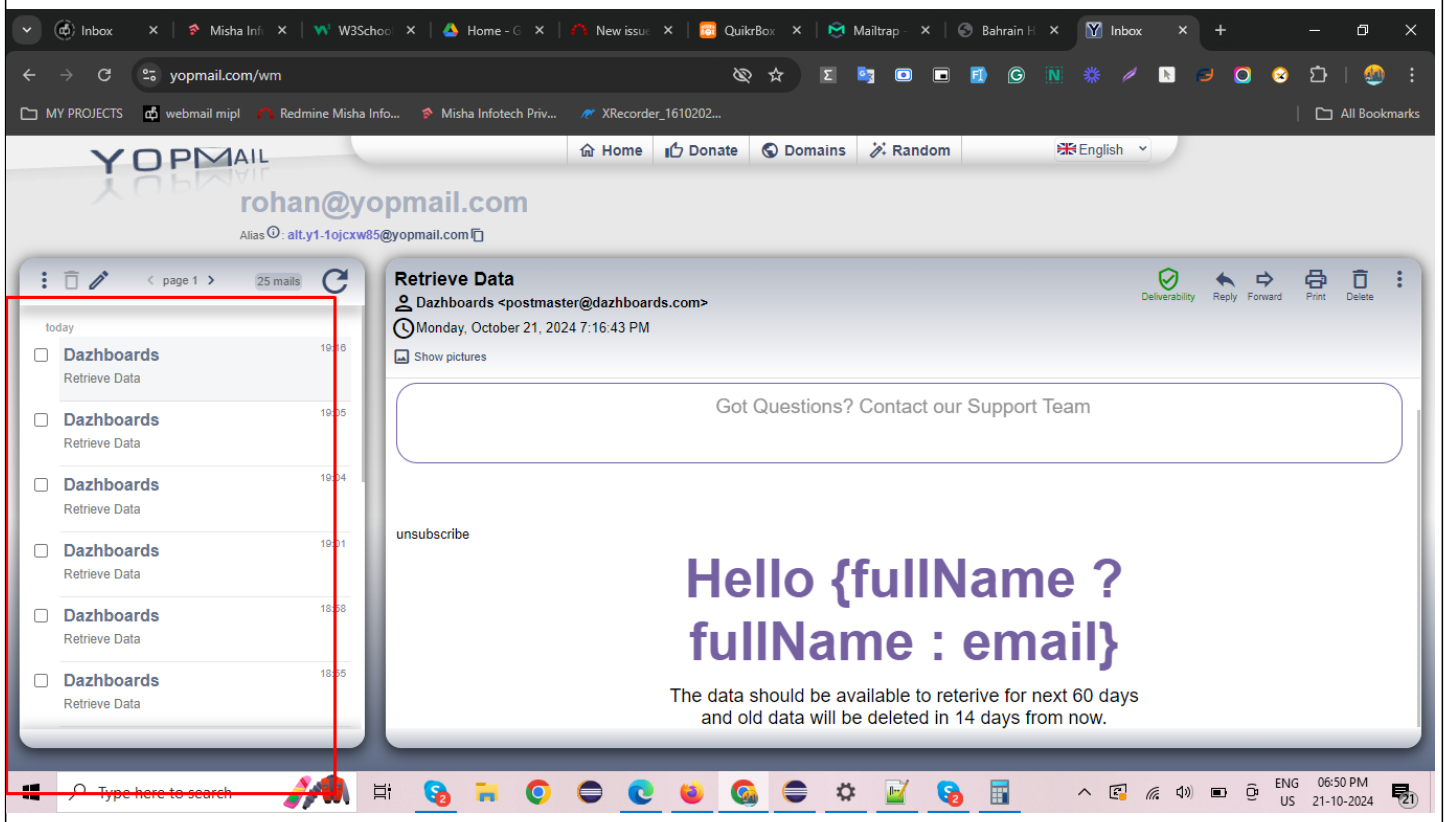 Inbox
Misha Inf
W3School
Home - G
New issue
QuikrBox
Mailtrap -
Bahrain H
Inbox
yopmail.com/wm
MY PROJECTS
webmail mipl
Redmine Misha Info...
Misha Infotech Priv...
XRecorder_1610202...
All Bookmarks
YOPMAIL
Home
Donate
Domains
Random
English
rohan@yopmail.com
Alias : alt.y1-1ojcxw85@yopmail.com
page 1
25 mails
today
Dazhboards 19:16
Retrieve Data
Dazhboards 19:05
Retrieve Data
Dazhboards 19:04
Retrieve Data
Dazhboards 19:01
Retrieve Data
Dazhboards 18:58
Retrieve Data
Dazhboards 18:55
Retrieve Data
Retrieve Data
Dazhboards <postmaster@dazhboards.com>
Monday, October 21, 2024 7:16:43 PM
Show pictures
Deliverability
Reply
Forward
Print
Delete
Got Questions? Contact our Support Team
unsubscribe
Hello {fullName ?
fullName : email}
The data should be available to reterive for next 60 days
and old data will be deleted in 14 days from now.
Type here to search
ENG
US
06:50 PM
21-10-2024
21